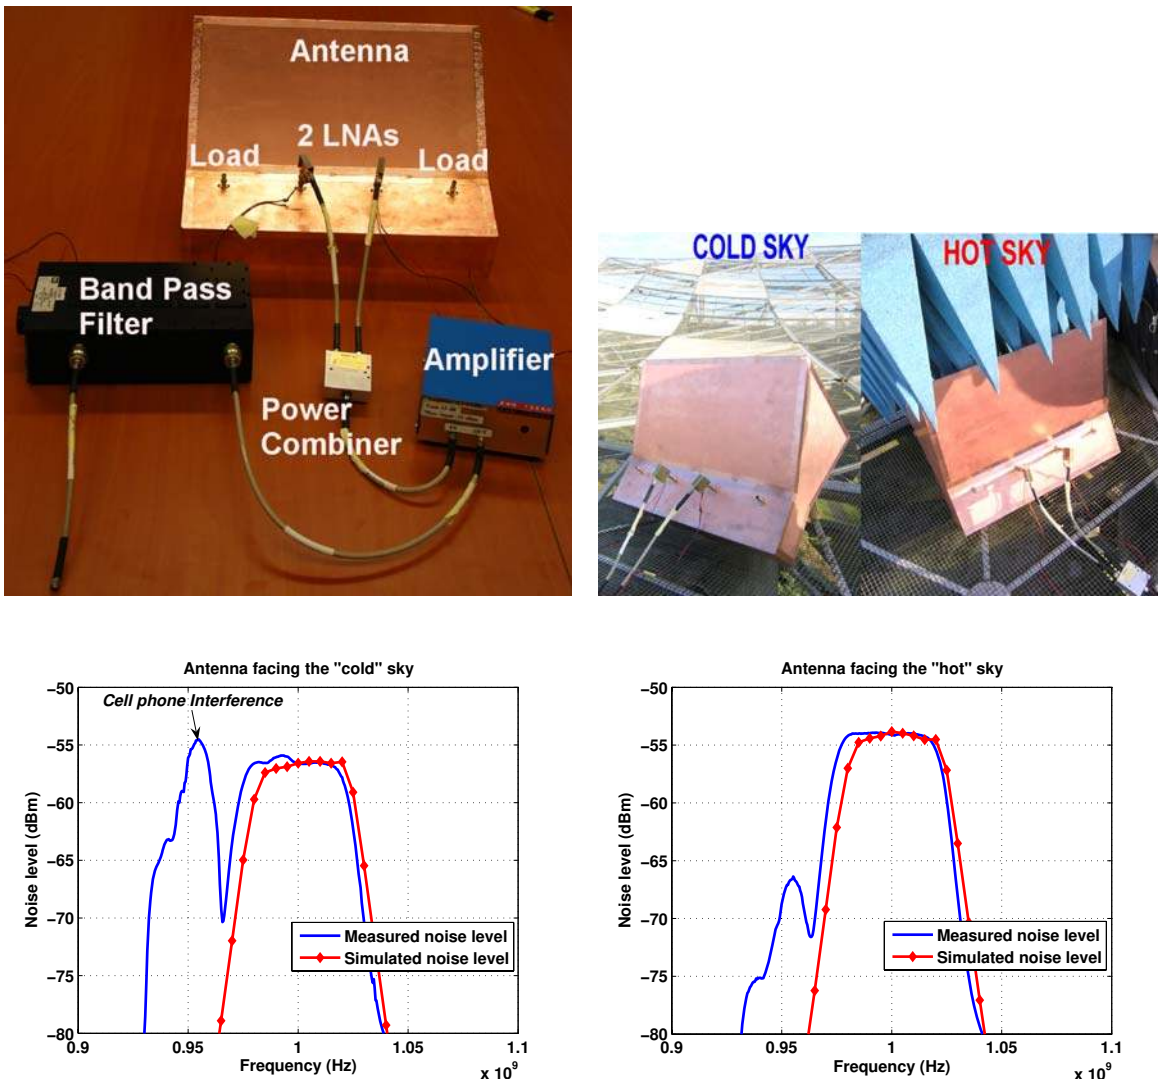 Antenna
2 LNAs
Load
Load
Band Pass
Filter
Amplifier
Power
Combiner
COLD SKY
HOT SKY
Antenna facing the "cold" sky
Cell phone Interference
Noise level (dBm)
−50
−55
−60
−65
−70
−75
−80
Measured noise level
Simulated noise level
0.9
0.95
1
1.05
1.1
Frequency (Hz)
x 10⁹
Antenna facing the "hot" sky
Noise level (dBm)
−50
−55
−60
−65
−70
−75
−80
Measured noise level
Simulated noise level
0.9
0.95
1
1.05
1.1
Frequency (Hz)
x 10⁹